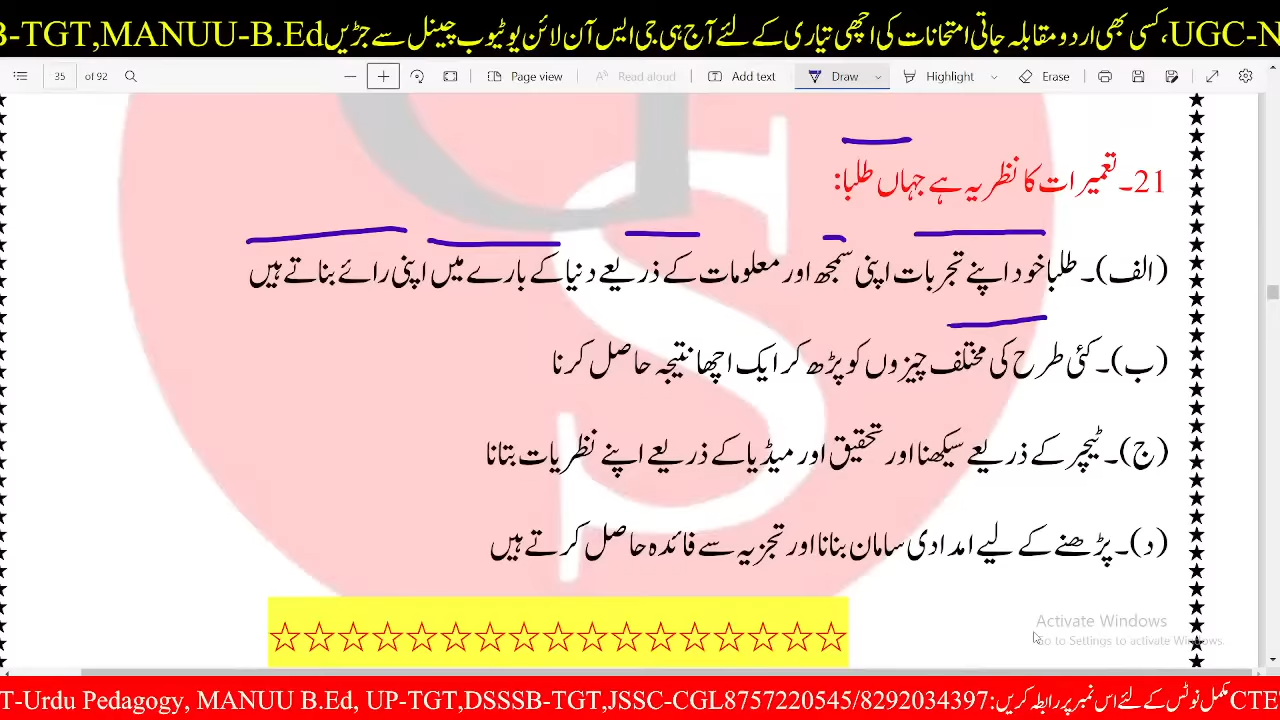 UGC-N، کسی بھی اردو مقابلہ جاتی امتحانات کی اچھی تیاری کے لئے آج ہی جی ایس آن لائن یوٹیوب چینل سے جڑیں B-TGT,MANUU-B.Ed
35 of 92 Page view Read aloud Add text Draw Highlight Erase
21۔ تعمیرات کا نظریہ ہے جہاں طلبا:
(الف)۔ طلبا خود اپنے تجربات اپنی سمجھ اور معلومات کے ذریعے دنیا کے بارے میں اپنی رائے بناتے ہیں
(ب)۔ کئی طرح کی مختلف چیزوں کو پڑھ کر ایک اچھا نتیجہ حاصل کرنا
(ج)۔ ٹیچر کے ذریعے سیکھنا اور تحقیق اور میڈیا کے ذریعے اپنے نظریات بتانا
(د)۔ پڑھنے کے لیے امدادی سامان بنانا اور تجزیہ سے فائدہ حاصل کرتے ہیں
Activate Windows
Go to Settings to activate Windows.
CTE مکمل نوٹس کے لئے اس نمبر پر رابطہ کریں: T-Urdu Pedagogy, MANUU B.Ed, UP-TGT,DSSSB-TGT,JSSC-CGL8757220545/8292034397